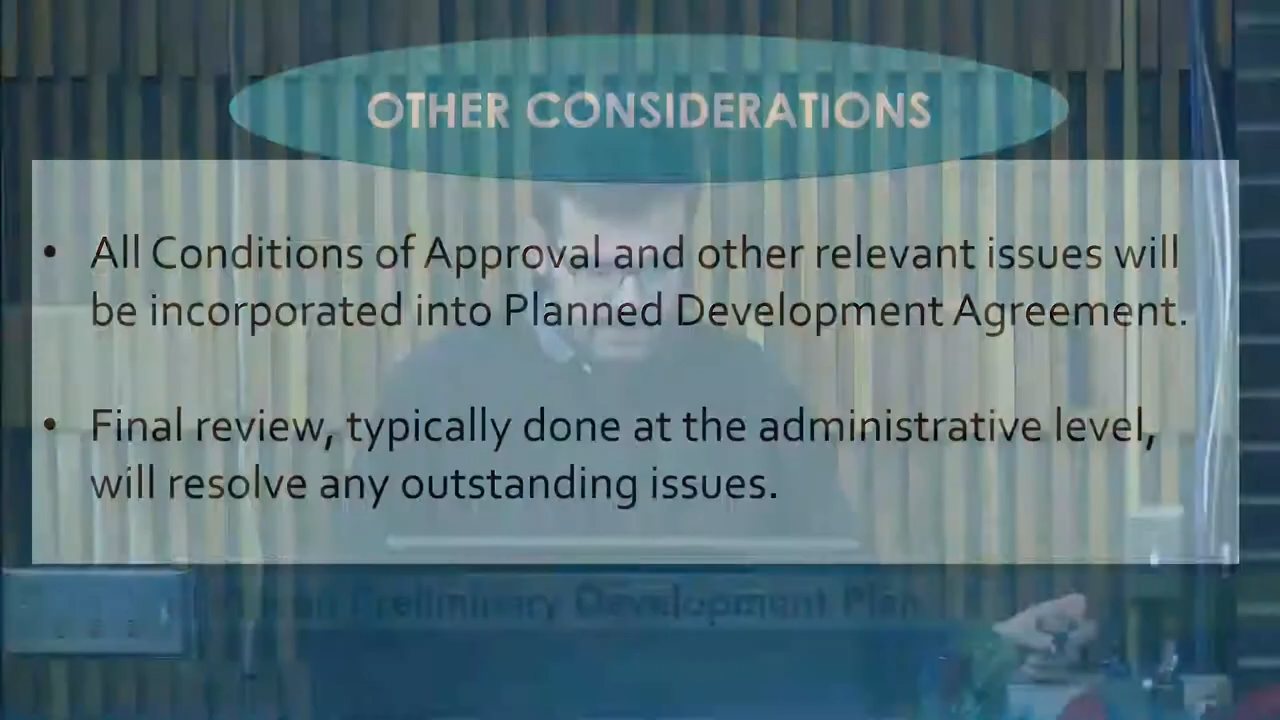 OTHER CONSIDERATIONS
• All Conditions of Approval and other relevant issues will
be incorporated into Planned Development Agreement.
• Final review, typically done at the administrative level,
will resolve any outstanding issues.
Preliminary Development Plan